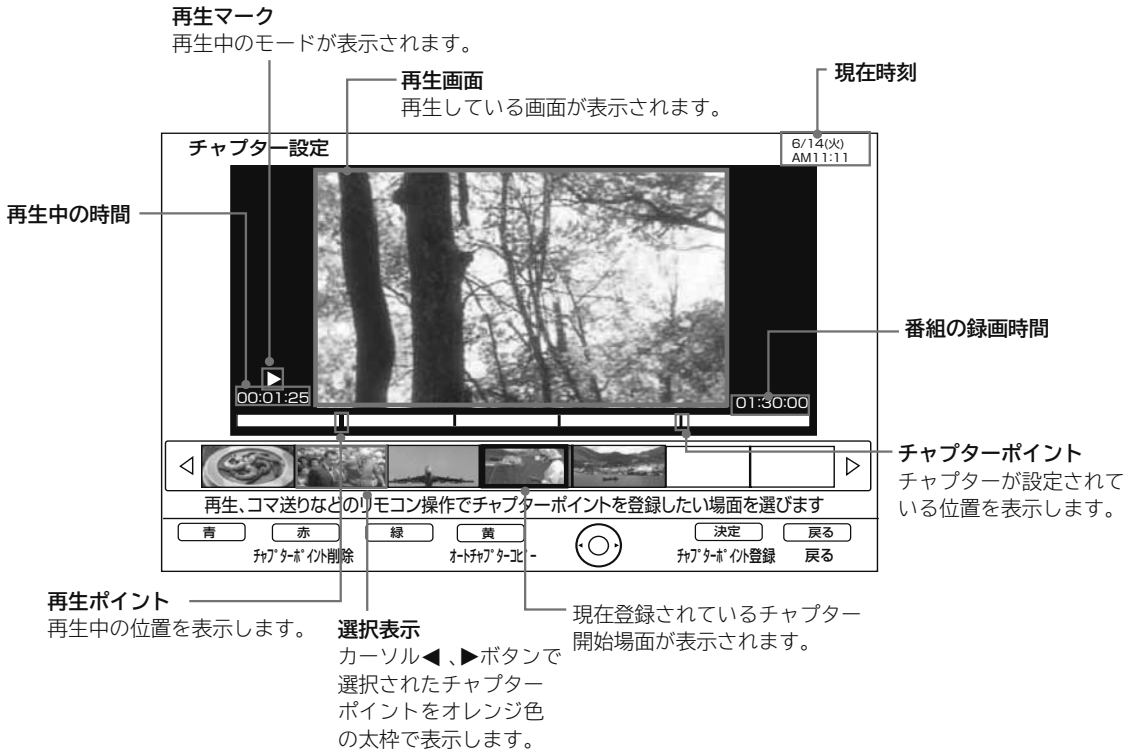 再生マーク
再生中のモードが表示されます。
再生画面
再生している画面が表示されます。
現在時刻
チャプター設定
6/14(火)
AM11:11
再生中の時間
番組の録画時間
00:01:25
01:30:00
チャプターポイント
チャプターが設定されて
いる位置を表示します。
再生、コマ送りなどのリモコン操作でチャプターポイントを登録したい場面を選びます
青 赤 緑 黄 決定 戻る
ﾁｬﾌﾟﾀｰﾎﾟｲﾝﾄ削除 ｵｰﾄﾁｬﾌﾟﾀｰｺﾋﾟｰ ﾁｬﾌﾟﾀｰﾎﾟｲﾝﾄ登録 戻る
再生ポイント
再生中の位置を表示します。
選択表示
カーソル◀、▶ボタンで
選択されたチャプター
ポイントをオレンジ色
の太枠で表示します。
現在登録されているチャプター
開始場面が表示されます。